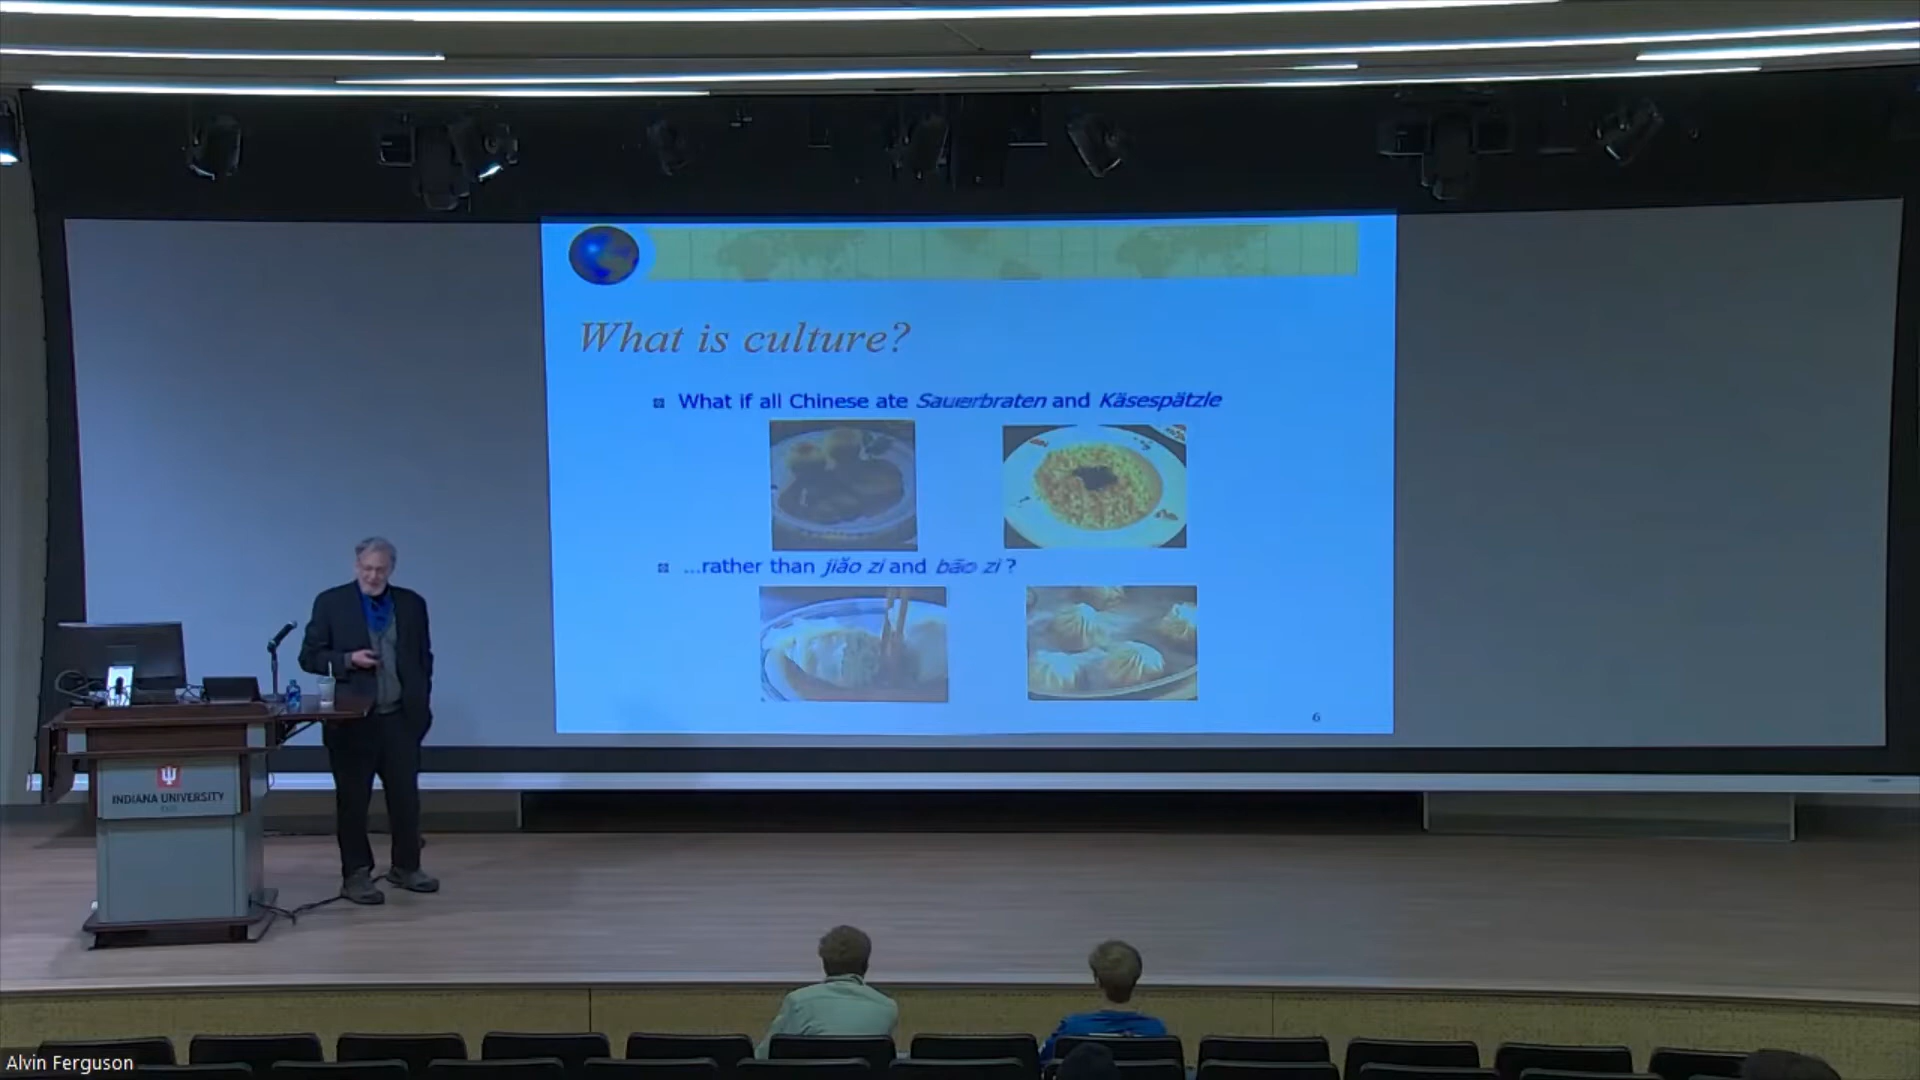 What is culture?
What if all Chinese ate Sauerbraten and Käsespätzle
...rather than jiǎo zi and bāo zi ?
6
INDIANA UNIVERSITY
Alvin Ferguson